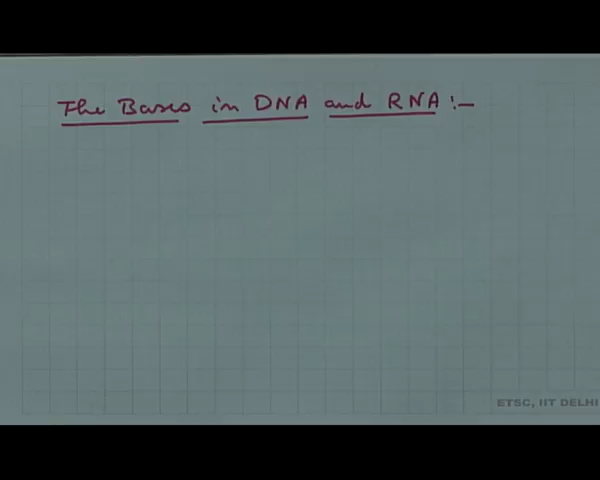 The Bases in DNA and RNA :-
ETSC, IIT DELHI